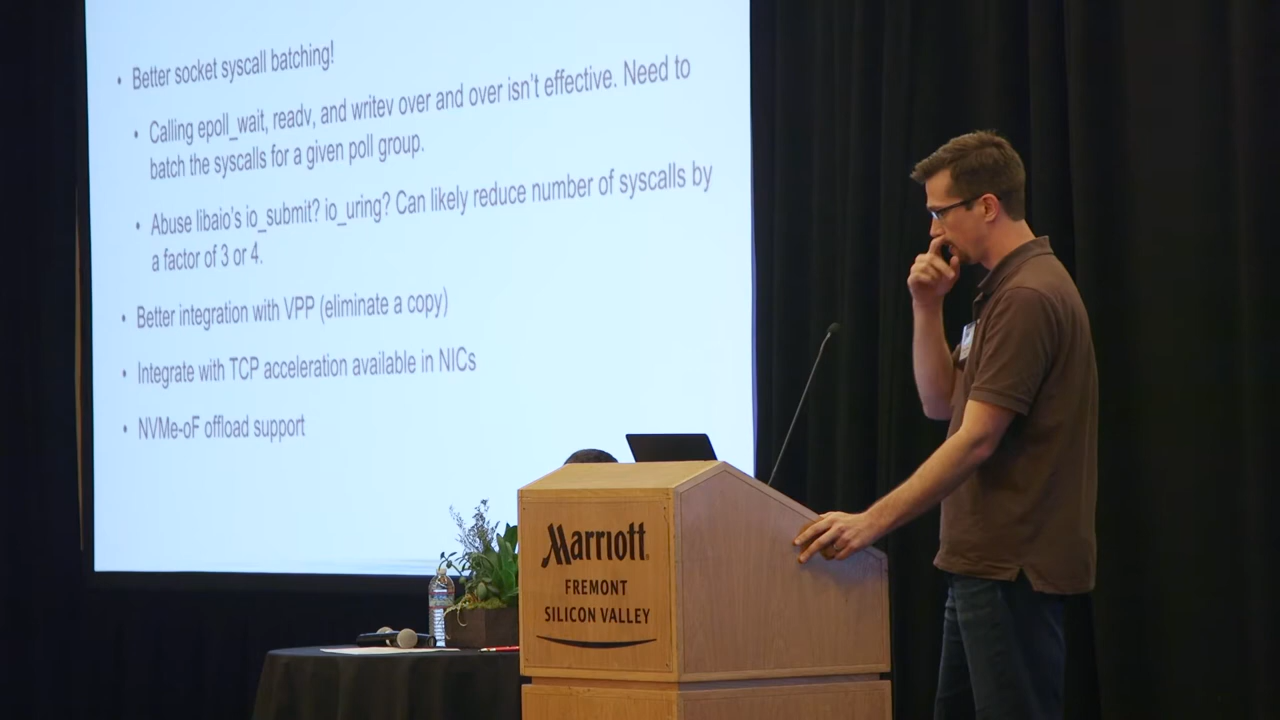 • Better socket syscall batching!
• Calling epoll_wait, readv, and writev over and over isn't effective. Need to
batch the syscalls for a given poll group.
• Abuse libaio's io_submit? io_uring? Can likely reduce number of syscalls by
a factor of 3 or 4.
• Better integration with VPP (eliminate a copy)
• Integrate with TCP acceleration available in NICs
• NVMe-oF offload support
Marriott
FREMONT
SILICON VALLEY